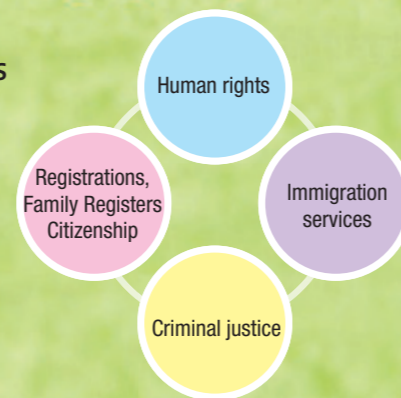 s
Human rights
Registrations,
Family Registers
Citizenship
Immigration
services
Criminal justice